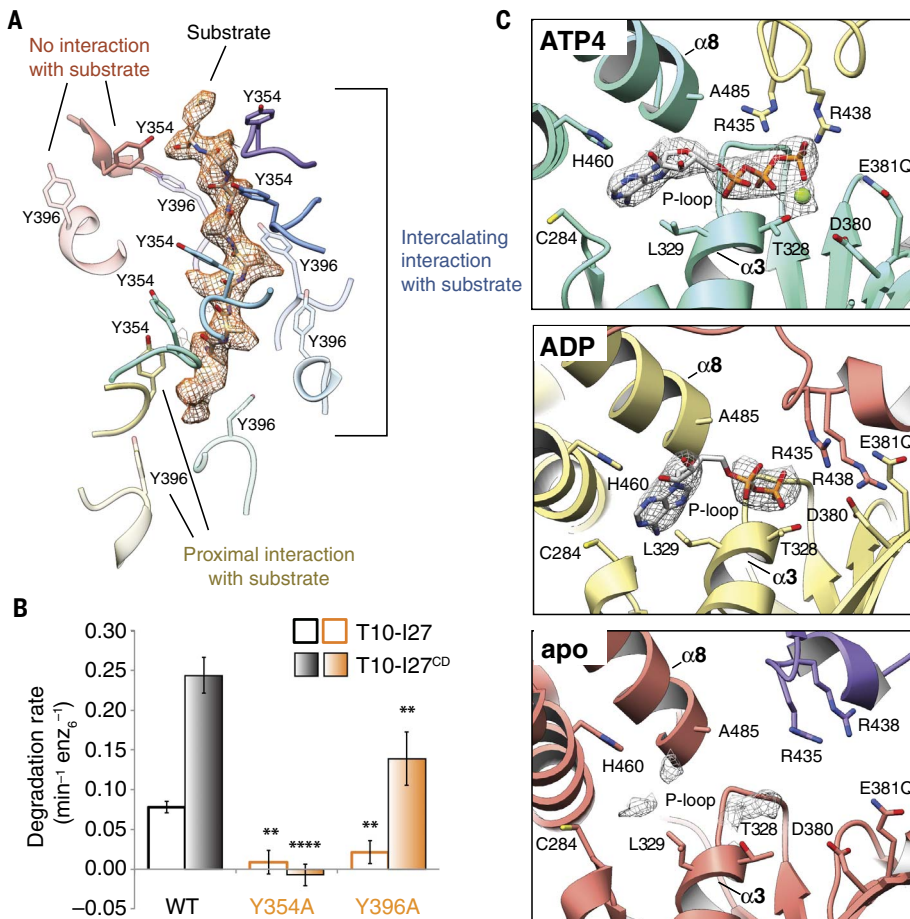 A
No interaction
with substrate
Substrate
Y354
Y354
Y396
Y396
Y354
Y354
Y396
Y354
Y354
Y396
Y396
Y396
Intercalating
interaction
with substrate
Proximal interaction
with substrate
B
Degradation rate
(min⁻¹ enz₆⁻¹)
0.30
0.25
0.20
0.15
0.10
0.05
0.00
–0.05
T10-I27
T10-I27ᶜᴰ
**
****
**
**
WT
Y354A
Y396A
C
ATP4
α8
A485
R435
R438
H460
E381Q
P-loop
C284
L329
T328
D380
α3
ADP
α8
A485
R435
E381Q
H460
R438
P-loop
D380
C284
L329
T328
α3
apo
α8
A485
R438
H460
R435
E381Q
P-loop
T328
D380
C284
L329
α3